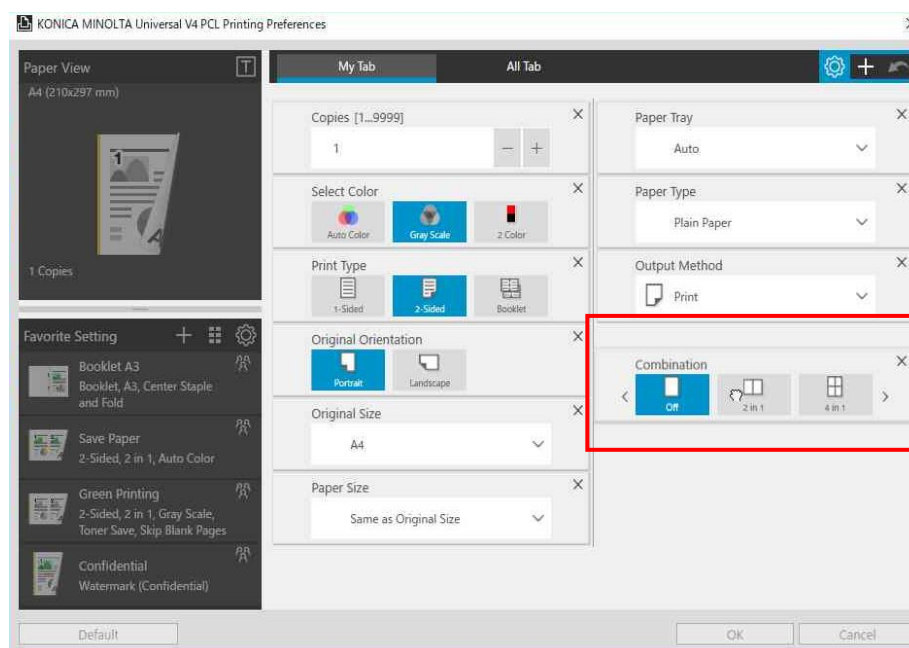 KONICA MINOLTA Universal V4 PCL Printing Preferences
Paper View
T
A4 (210x297 mm)
1
1 Copies
Favorite Setting
Booklet A3
Booklet, A3, Center Staple
and Fold
Save Paper
2-Sided, 2 in 1, Auto Color
Green Printing
2-Sided, 2 in 1, Gray Scale,
Toner Save, Skip Blank Pages
Confidential
Watermark (Confidential)
My Tab
All Tab
Copies [1...9999]
1
Select Color
Auto Color
Gray Scale
2 Color
Print Type
1-Sided
2-Sided
Booklet
Original Orientation
Portrait
Landscape
Original Size
A4
Paper Size
Same as Original Size
Paper Tray
Auto
Paper Type
Plain Paper
Output Method
Print
Combination
Off
2 in 1
4 in 1
Default
OK
Cancel